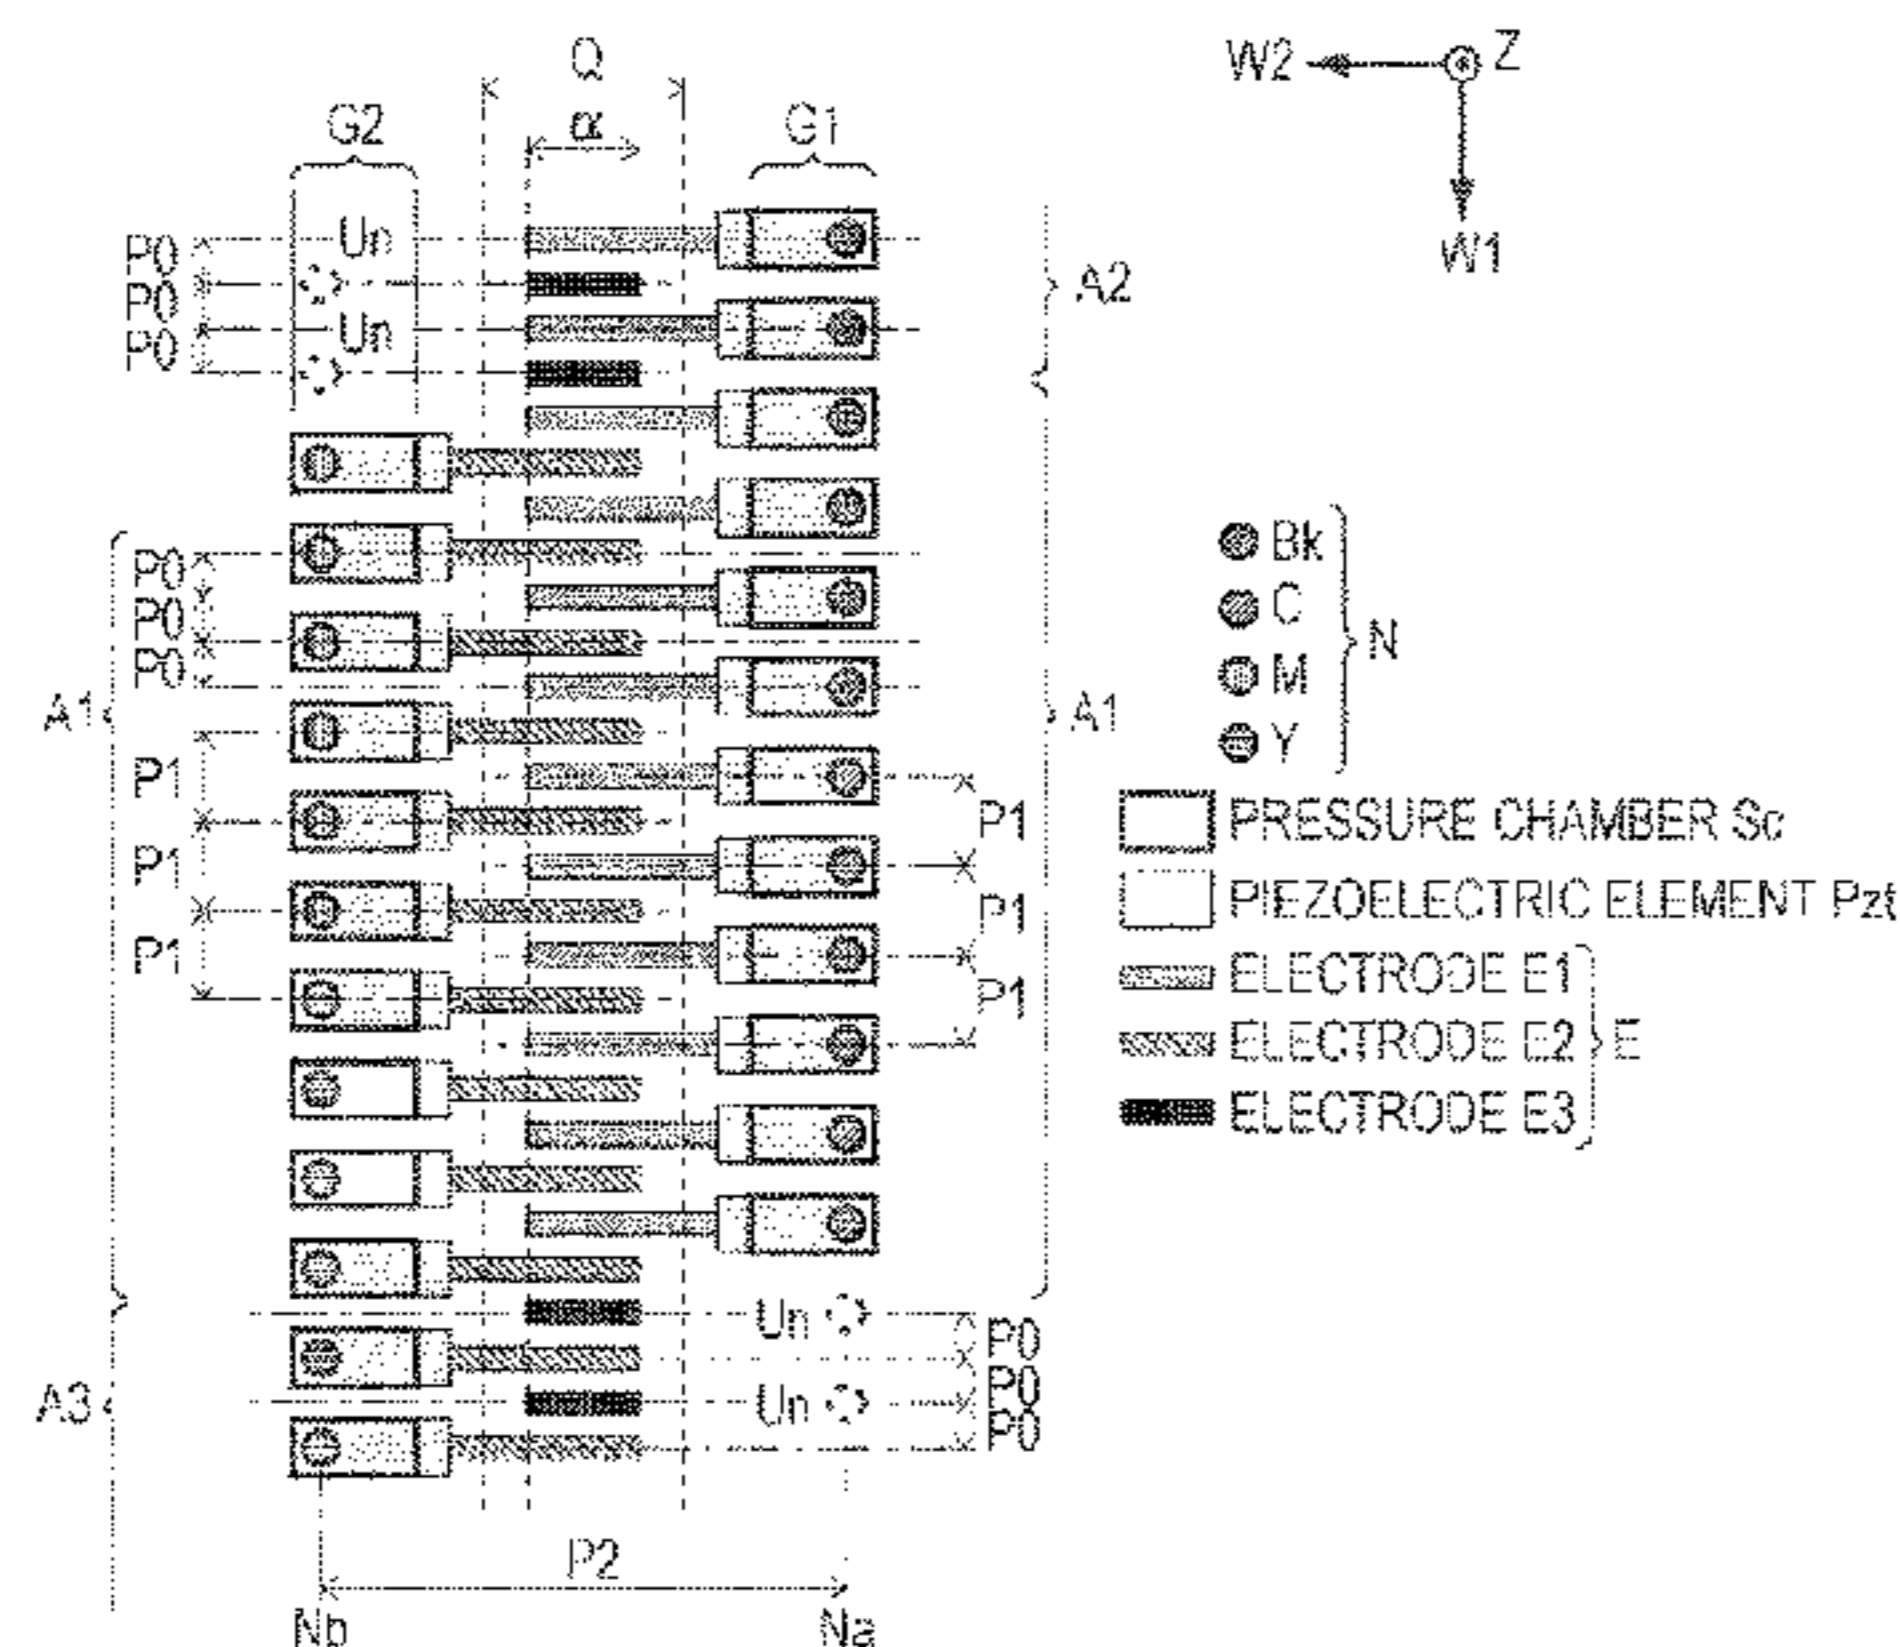 Q
W2
Z
G2
α
G1
Un
P0
A2
W1
P0
Un
P0
Bk
P0
C
P0
N
P0
M
A1
A1
Y
P1
P1
PRESSURE CHAMBER Sc
P1
P1
PIEZOELECTRIC ELEMENT Pzt
P1
P1
ELECTRODE E1
ELECTRODE E2
E
ELECTRODE E3
Un
P0
A3
Un
P0
P0
P2
Nb
Na